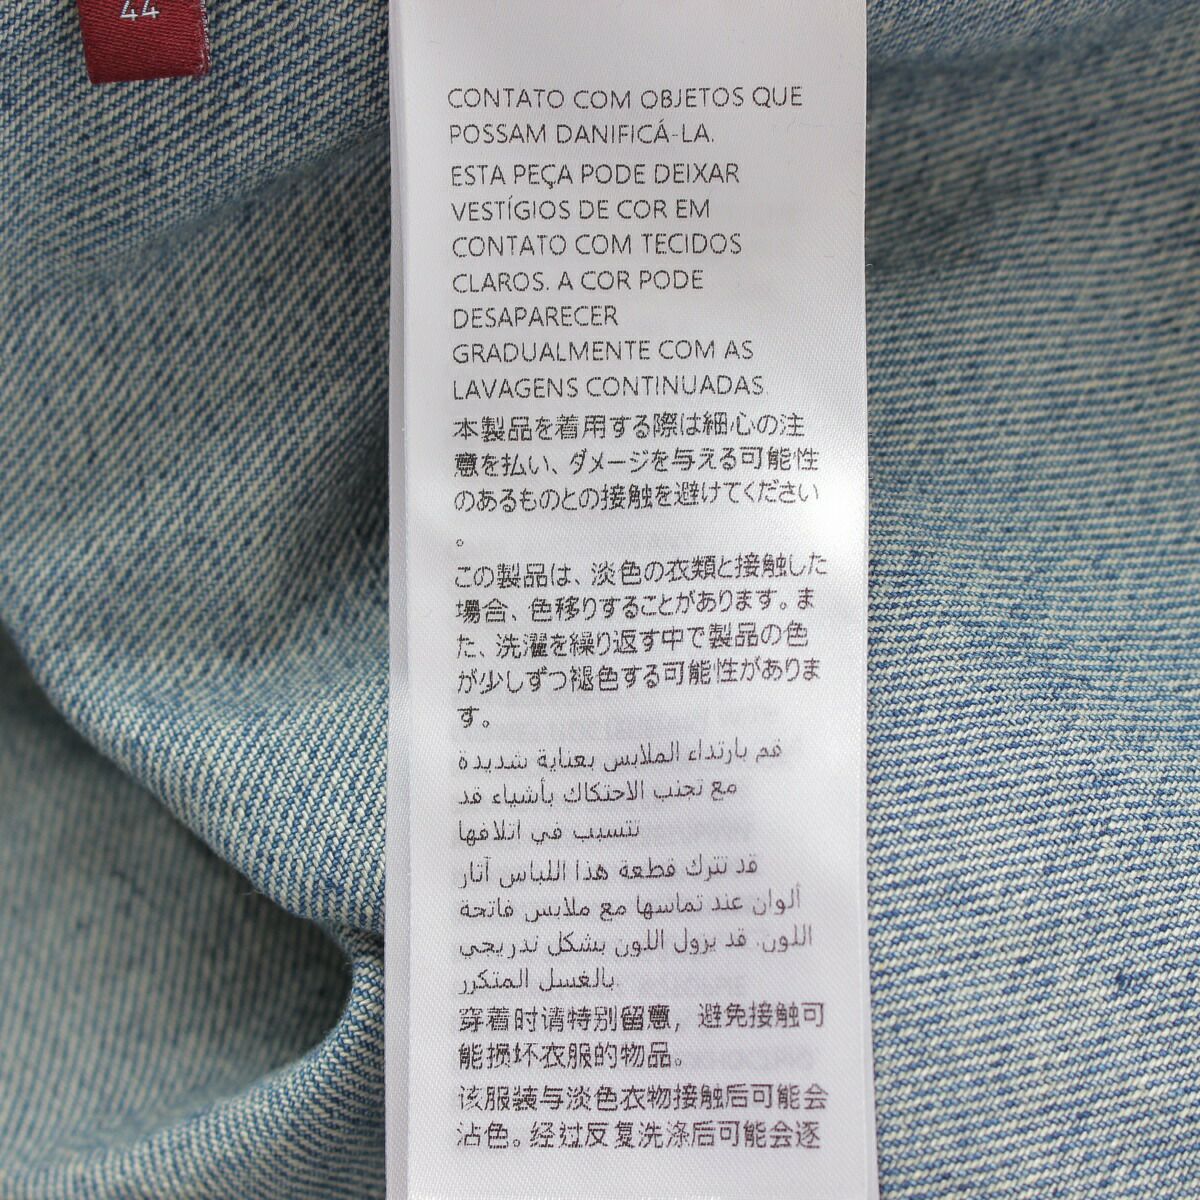 44
CONTATO COM OBJETOS QUE
POSSAM DANIFICÁ-LA.
ESTA PEÇA PODE DEIXAR
VESTÍGIOS DE COR EM
CONTATO COM TECIDOS
CLAROS. A COR PODE
DESAPARECER
GRADUALMENTE COM AS
LAVAGENS CONTINUADAS.
本製品を着用する際は細心の注
意を払い、ダメージを与える可能性
のあるものとの接触を避けてください
。
この製品は、淡色の衣類と接触した
場合、色移りすることがあります。ま
た、洗濯を繰り返す中で製品の色
が少しずつ褪色する可能性がありま
す。
قم بارتداء الملابس بعناية شديدة
مع تجنب الاحتكاك بأشياء قد
تتسبب في اتلافها
قد تترك قطعة هذا اللباس آثار
ألوان عند تماسها مع ملابس فاتحة
اللون. قد يزول اللون بشكل تدريجي
بالغسل المتكرر.
穿着时请特别留意，避免接触可
能损坏衣服的物品。
该服装与淡色衣物接触后可能会
沾色。经过反复洗涤后可能会逐